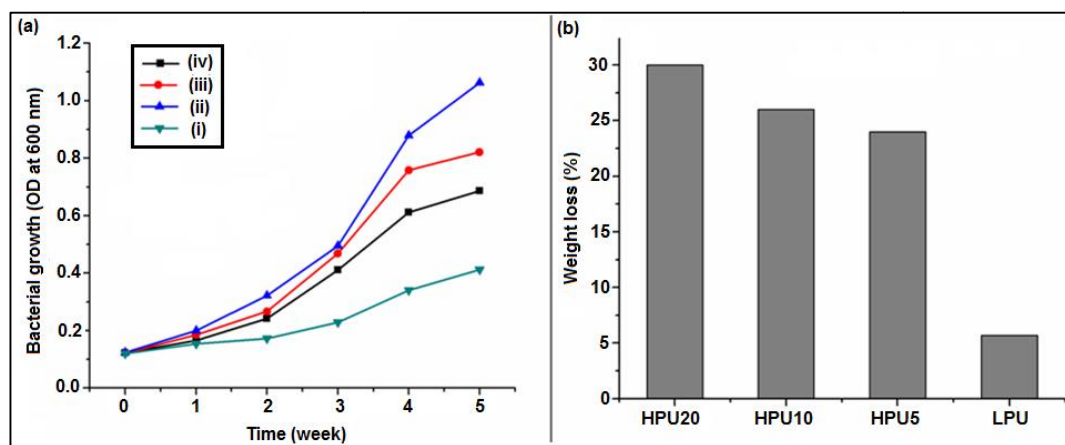 (a)
1.2
1.0
0.8
0.6
0.4
0.2
0.0
Bacterial growth (OD at 600 nm)
(iv)
(iii)
(ii)
(i)
0 1 2 3 4 5
Time (week)
(b)
30
25
20
15
10
5
0
Weight loss (%)
HPU20 HPU10 HPU5 LPU